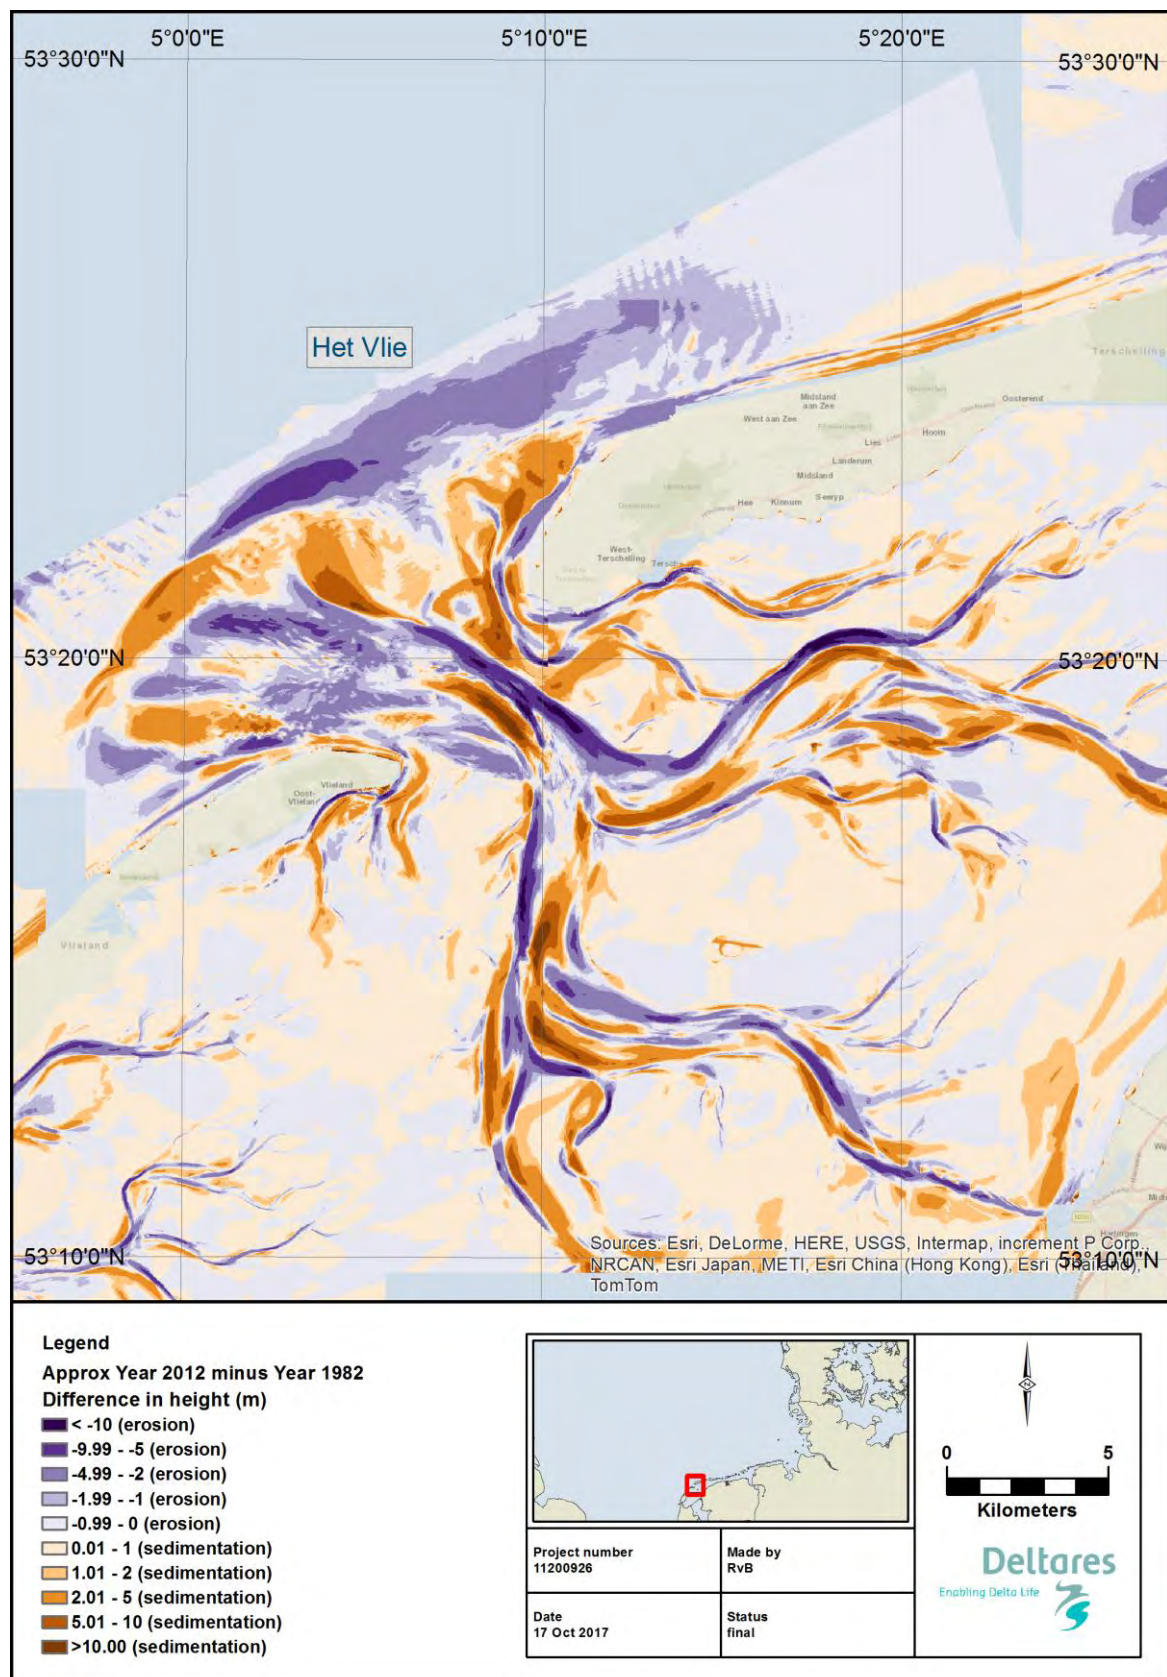 5°0'0"E
5°10'0"E
5°20'0"E
53°30'0"N
53°30'0"N
Het Vlie
Terschelling
Midsland
aan Zee
West aan Zee
Oosterend
Hoorn
Lies
Landerum
Midsland
Hee
Kinnum
Seeryp
West-
Terschelling
53°20'0"N
53°20'0"N
Vlieland
Oost-
Vlieland
Vlieland
53°10'0"N
53°10'0"N
Sources: Esri, DeLorme, HERE, USGS, Intermap, increment P Corp.,
NRCAN, Esri Japan, METI, Esri China (Hong Kong), Esri (Thailand),
TomTom
Legend
Approx Year 2012 minus Year 1982
Difference in height (m)
< -10 (erosion)
-9.99 - -5 (erosion)
-4.99 - -2 (erosion)
-1.99 - -1 (erosion)
-0.99 - 0 (erosion)
0.01 - 1 (sedimentation)
1.01 - 2 (sedimentation)
2.01 - 5 (sedimentation)
5.01 - 10 (sedimentation)
>10.00 (sedimentation)
Project number
11200926
Made by
RvB
Date
17 Oct 2017
Status
final
N
0 5
Kilometers
Deltares
Enabling Delta Life